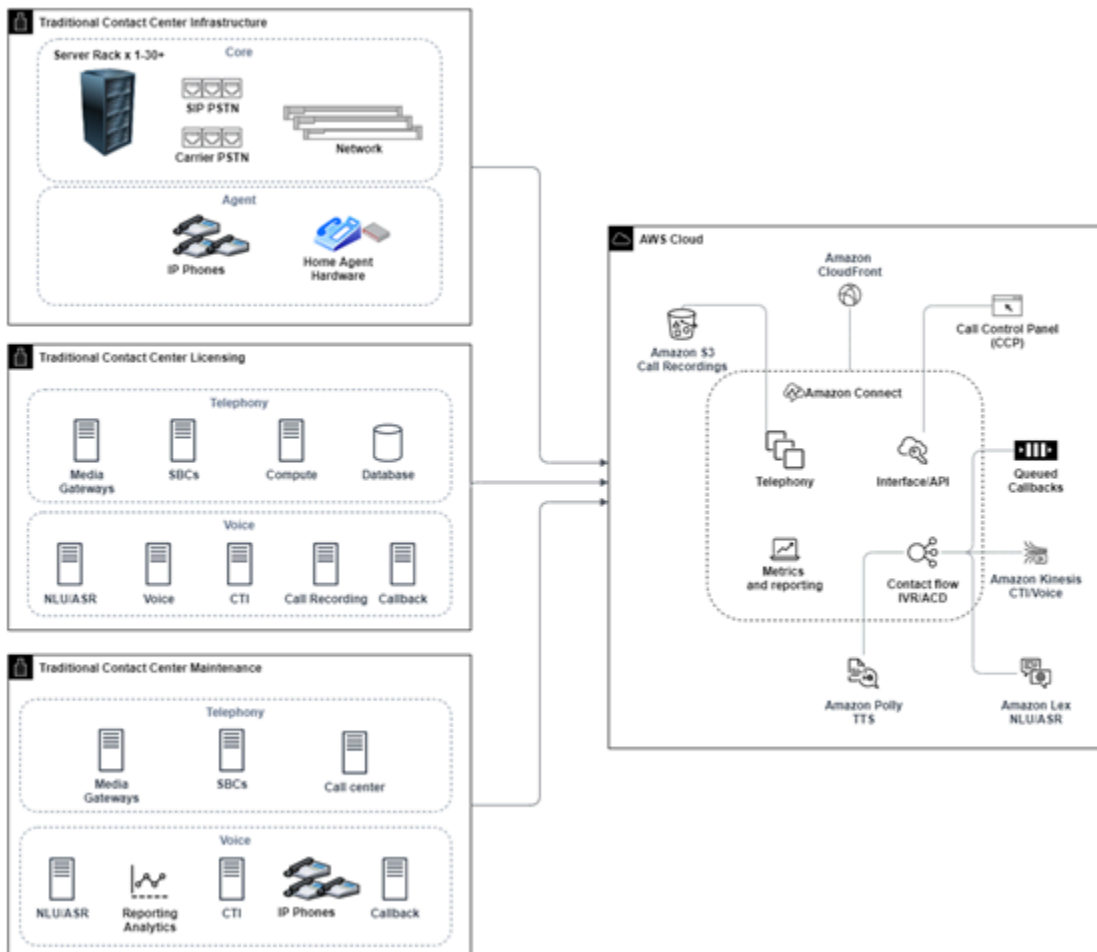 Traditional Contact Center Infrastructure
Core
Server Rack x 1-30+
SIP PSTN
Carrier PSTN
Network
Agent
IP Phones
Home Agent
Hardware
Traditional Contact Center Licensing
Telephony
Media
Gateways
SBCs
Compute
Database
Voice
NLU/ASR
Voice
CTI
Call Recording
Callback
Traditional Contact Center Maintenance
Telephony
Media
Gateways
SBCs
Call center
Voice
NLU/ASR
Reporting
Analytics
CTI
IP Phones
Callback
AWS Cloud
Amazon
CloudFront
Amazon S3
Call Recordings
Call Control Panel
(CCP)
Amazon Connect
Telephony
Interface/API
Queued
Callbacks
Metrics
and reporting
Contact flow
IVR/ACD
Amazon Kinesis
CTI/Voice
Amazon Polly
TTS
Amazon Lex
NLU/ASR